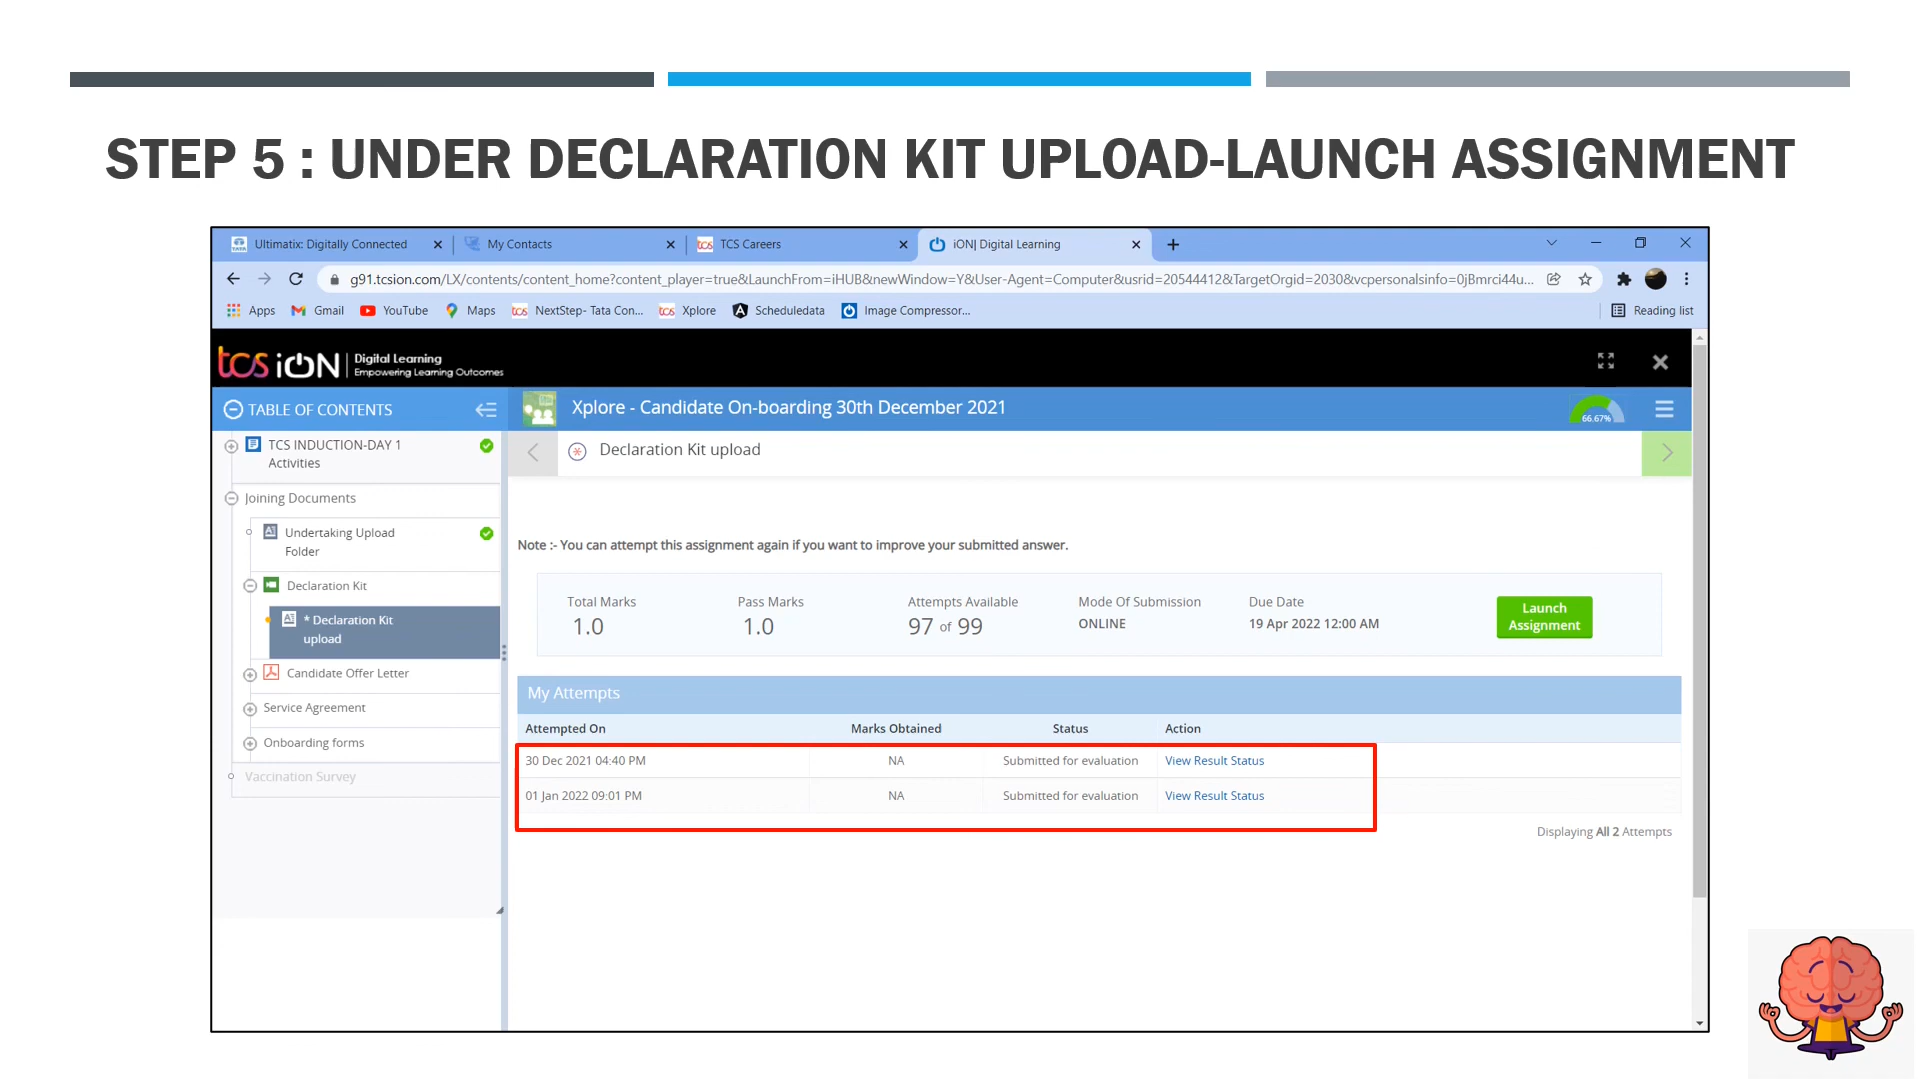 STEP 5 : UNDER DECLARATION KIT UPLOAD-LAUNCH ASSIGNMENT
Ultimatix: Digitally Connected
My Contacts
tcs TCS Careers
iON| Digital Learning
g91.tcsion.com/LX/contents/content_home?content_player=true&LaunchFrom=iHUB&newWindow=Y&User-Agent=Computer&usrid=20544412&TargetOrgid=2030&vcpersonalsinfo=0jBmrci44u...
Apps Gmail YouTube Maps tcs NextStep- Tata Con... tcs Xplore Scheduledata Image Compressor... Reading list
tcs iON | Digital Learning
Empowering Learning Outcomes
TABLE OF CONTENTS
Xplore - Candidate On-boarding 30th December 2021
66.67%
TCS INDUCTION-DAY 1
Activities
Joining Documents
Undertaking Upload
Folder
Declaration Kit
* Declaration Kit
upload
Candidate Offer Letter
Service Agreement
Onboarding forms
Vaccination Survey
Declaration Kit upload
Note :- You can attempt this assignment again if you want to improve your submitted answer.
Total Marks Pass Marks Attempts Available Mode Of Submission Due Date
1.0 1.0 97 of 99 ONLINE 19 Apr 2022 12:00 AM
Launch
Assignment
My Attempts
Attempted On Marks Obtained Status Action
30 Dec 2021 04:40 PM NA Submitted for evaluation View Result Status
01 Jan 2022 09:01 PM NA Submitted for evaluation View Result Status
Displaying All 2 Attempts